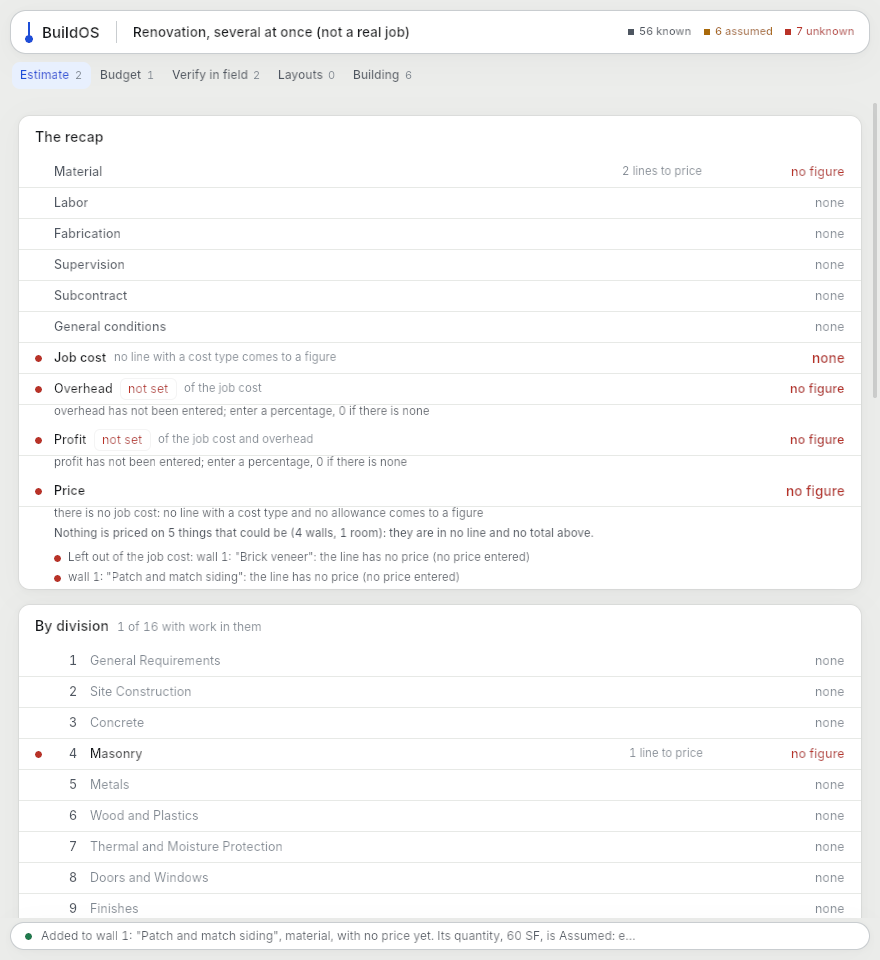 BuildOS
Renovation, several at once (not a real job)
56 known 6 assumed 7 unknown
Estimate 2 Budget 1 Verify in field 2 Layouts 0 Building 6
The recap
Material 2 lines to price no figure
Labor none
Fabrication none
Supervision none
Subcontract none
General conditions none
Job cost no line with a cost type comes to a figure none
Overhead not set of the job cost no figure
overhead has not been entered; enter a percentage, 0 if there is none
Profit not set of the job cost and overhead no figure
profit has not been entered; enter a percentage, 0 if there is none
Price no figure
there is no job cost: no line with a cost type and no allowance comes to a figure
Nothing is priced on 5 things that could be (4 walls, 1 room): they are in no line and no total above.
Left out of the job cost: wall 1: "Brick veneer": the line has no price (no price entered)
wall 1: "Patch and match siding": the line has no price (no price entered)
By division 1 of 16 with work in them
1 General Requirements none
2 Site Construction none
3 Concrete none
4 Masonry 1 line to price no figure
5 Metals none
6 Wood and Plastics none
7 Thermal and Moisture Protection none
8 Doors and Windows none
9 Finishes none
Added to wall 1: "Patch and match siding", material, with no price yet. Its quantity, 60 SF, is Assumed: e...